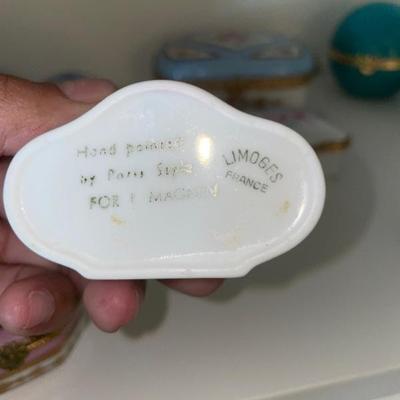 Hand painted
by Paris Style
FOR I. MAGNIN
LIMOGES
FRANCE